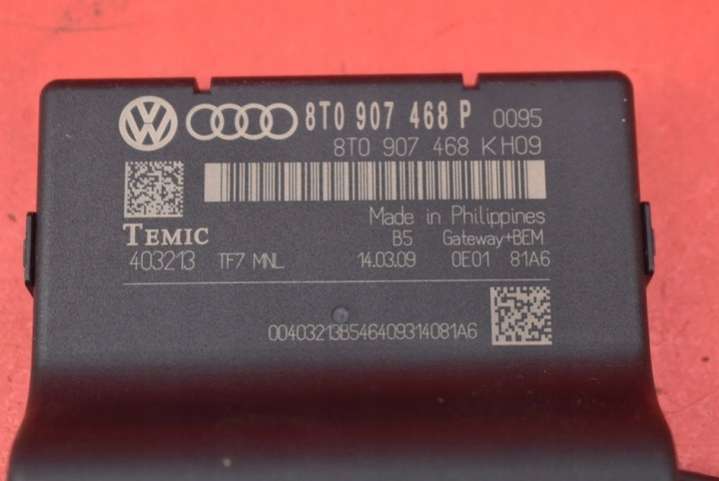 8T0 907 468 P 0095
8T0 907 468 KH09
Made in Philippines
TEMIC B5 Gateway+BEM
403213 TF7 MNL 14.03.09 0E01 81A6
00403213B546409314081A6